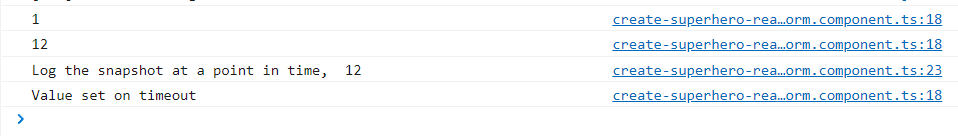 1 create-superhero-rea…orm.component.ts:18
12 create-superhero-rea…orm.component.ts:18
Log the snapshot at a point in time,  12 create-superhero-rea…orm.component.ts:23
Value set on timeout create-superhero-rea…orm.component.ts:18
>